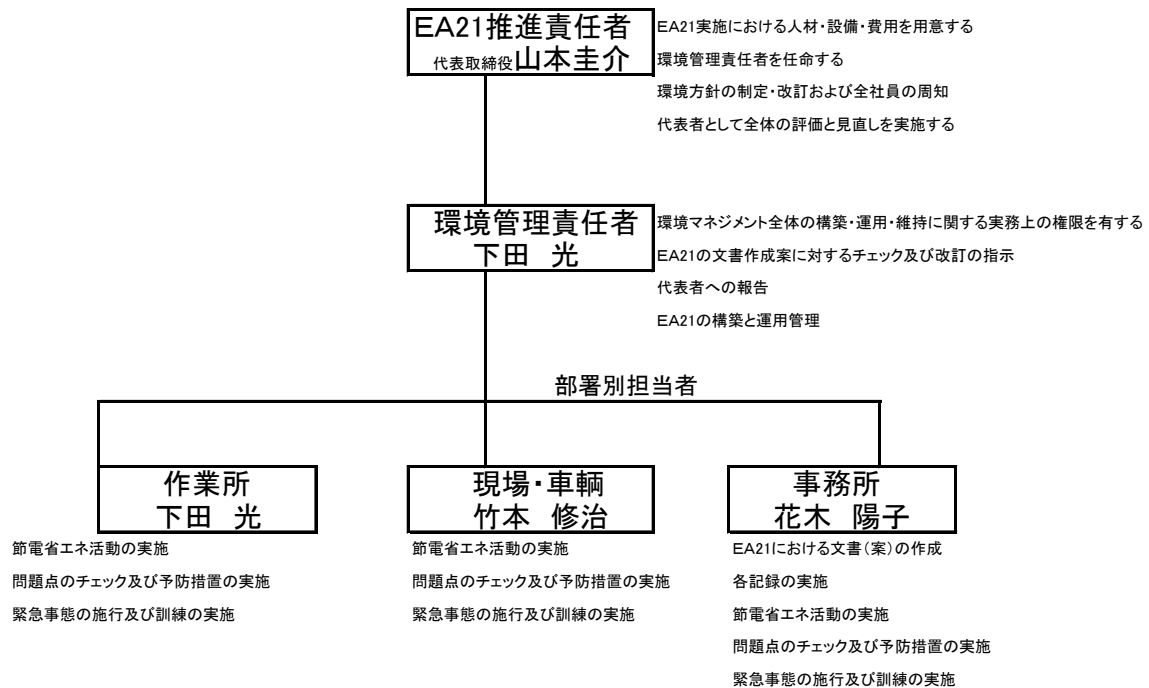 EA21推進責任者
代表取締役山本圭介
EA21実施における人材・設備・費用を用意する
環境管理責任者を任命する
環境方針の制定・改訂および全社員の周知
代表者として全体の評価と見直しを実施する
環境管理責任者
下田　光
環境マネジメント全体の構築・運用・維持に関する実務上の権限を有する
EA21の文書作成案に対するチェック及び改訂の指示
代表者への報告
EA21の構築と運用管理
部署別担当者
作業所
下田　光
節電省エネ活動の実施
問題点のチェック及び予防措置の実施
緊急事態の施行及び訓練の実施
現場・車輌
竹本　修治
節電省エネ活動の実施
問題点のチェック及び予防措置の実施
緊急事態の施行及び訓練の実施
事務所
花木　陽子
EA21における文書(案)の作成
各記録の実施
節電省エネ活動の実施
問題点のチェック及び予防措置の実施
緊急事態の施行及び訓練の実施